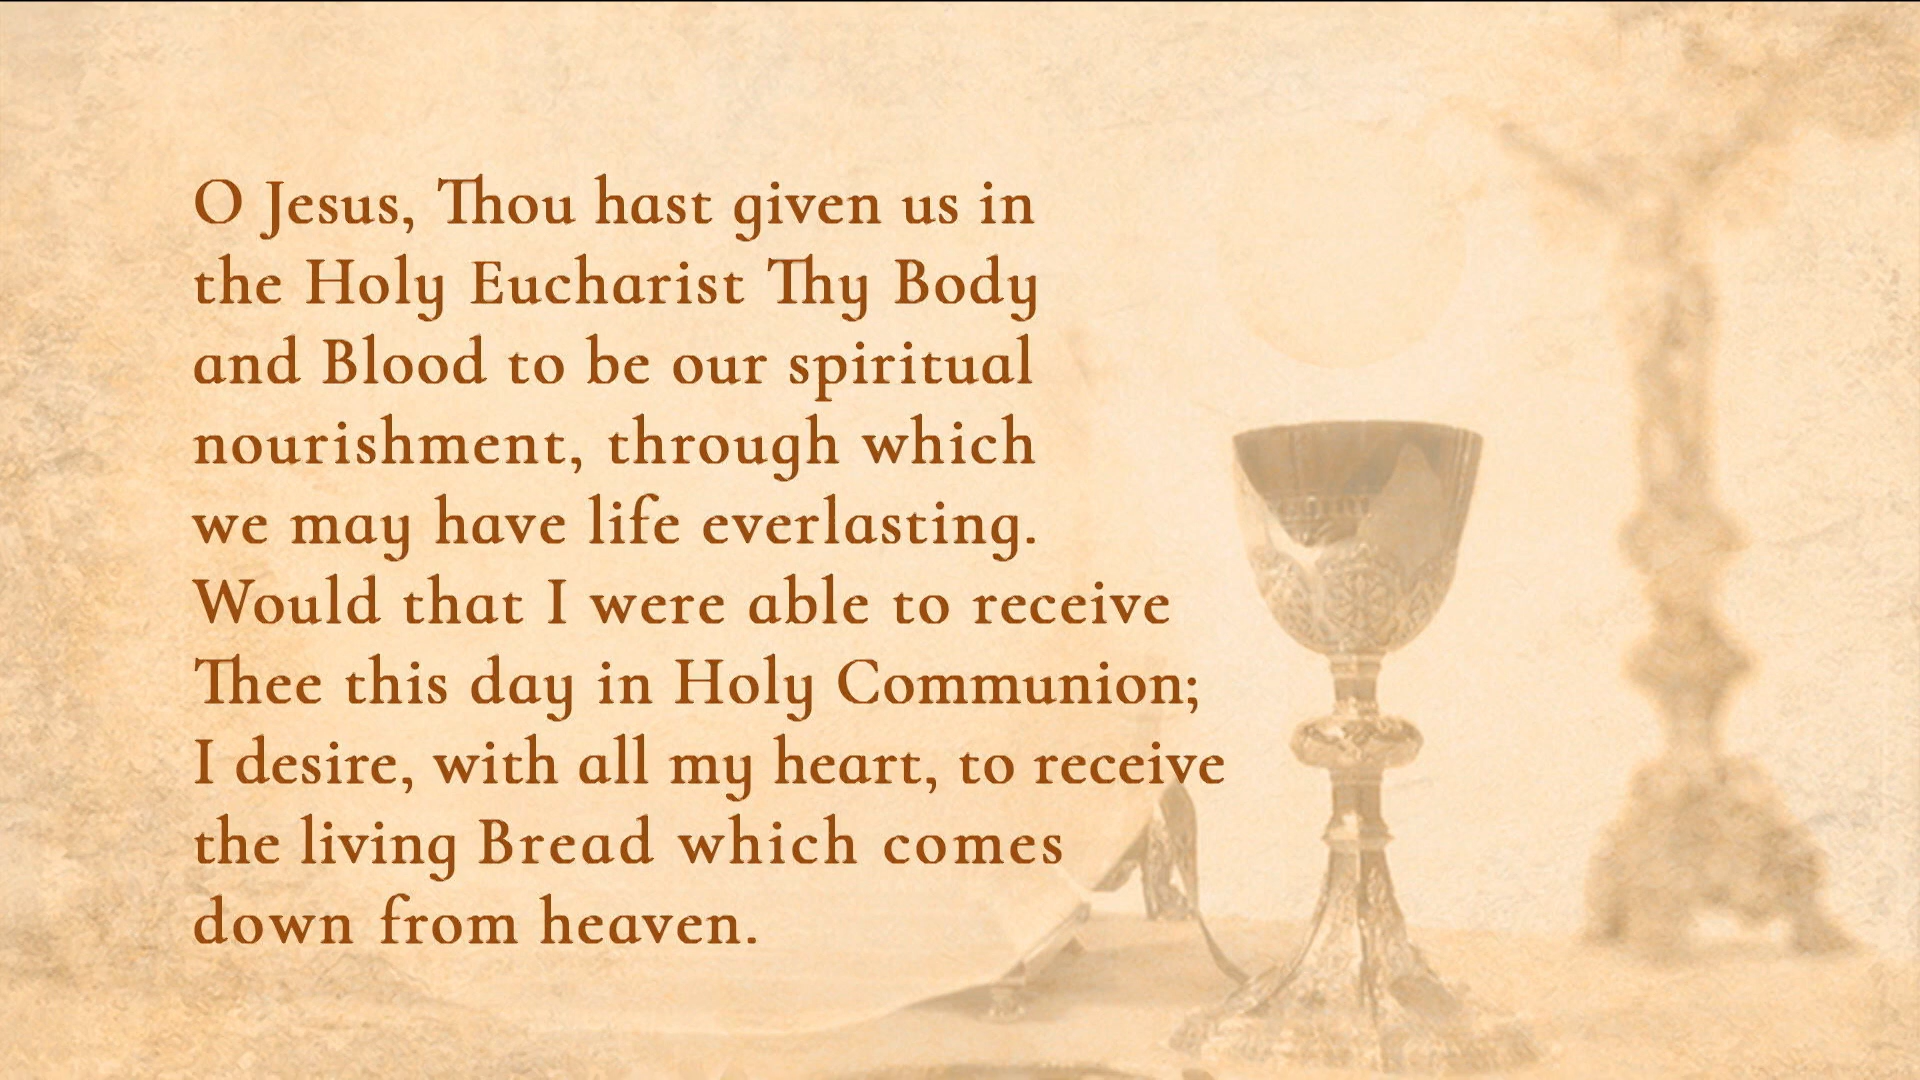 O Jesus, Thou hast given us in
the Holy Eucharist Thy Body
and Blood to be our spiritual
nourishment, through which
we may have life everlasting.
Would that I were able to receive
Thee this day in Holy Communion;
I desire, with all my heart, to receive
the living Bread which comes
down from heaven.